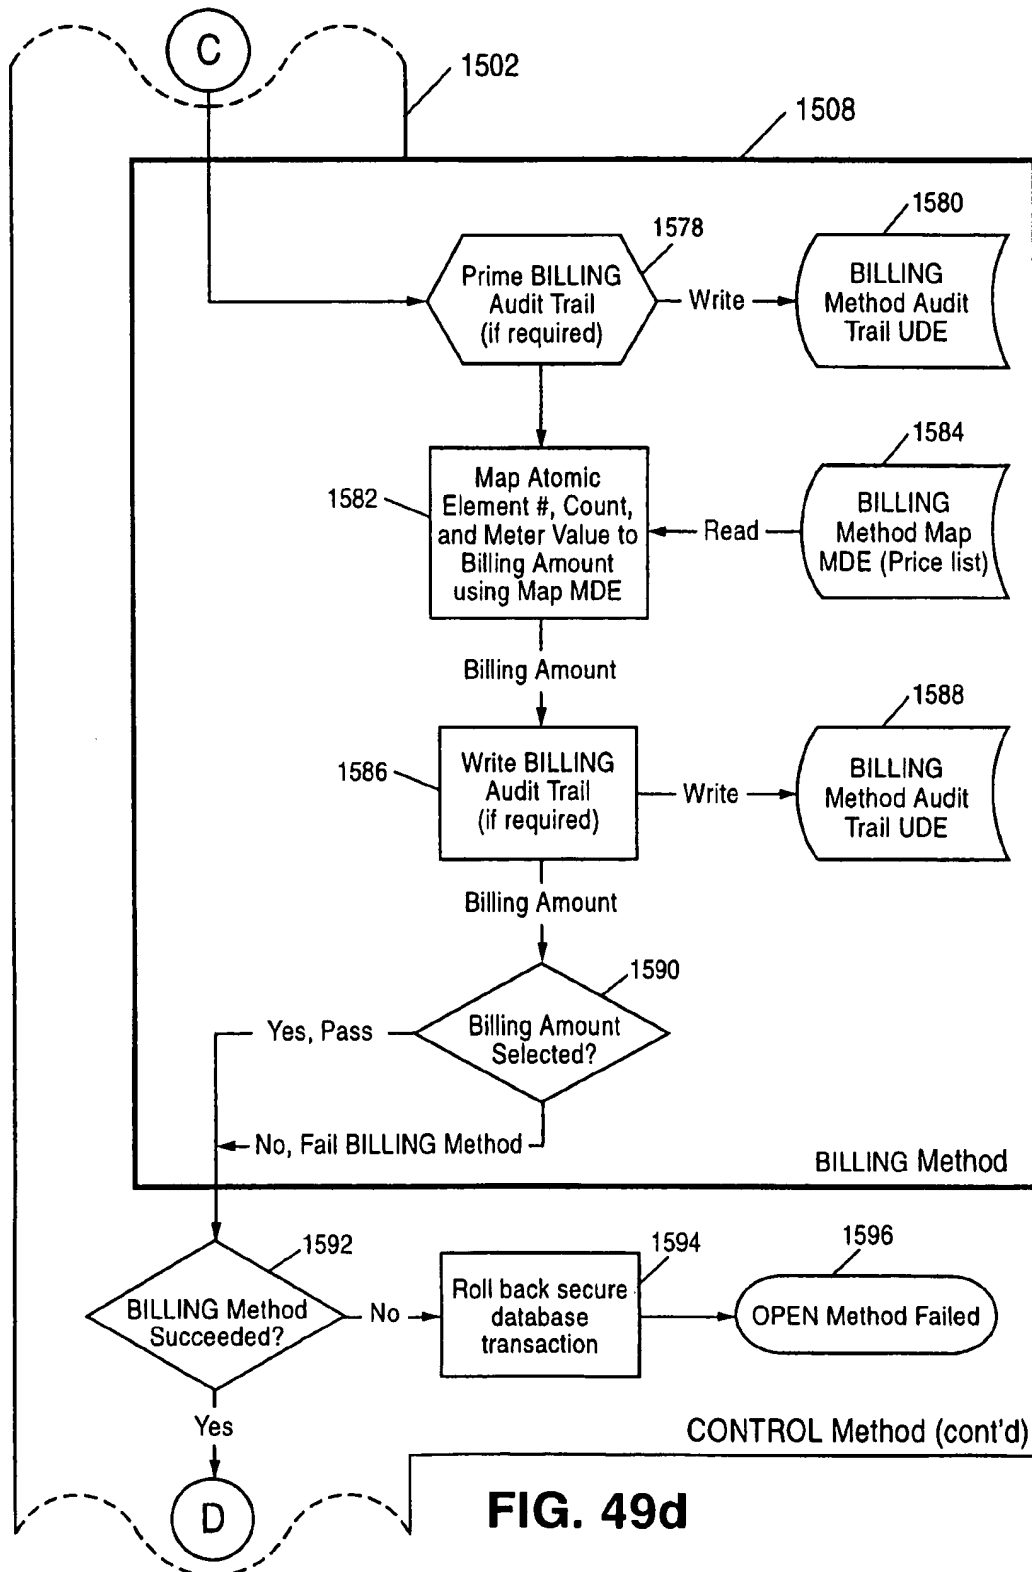 C
1502
1508
1580
1578
Prime BILLING
Audit Trail
(if required)
Write
BILLING
Method Audit
Trail UDE
1584
1582
Map Atomic
Element #, Count,
and Meter Value to
Billing Amount
using Map MDE
Read
BILLING
Method Map
MDE (Price list)
Billing Amount
1588
1586
Write BILLING
Audit Trail
(if required)
Write
BILLING
Method Audit
Trail UDE
Billing Amount
1590
Yes, Pass
Billing Amount
Selected?
No, Fail BILLING Method
BILLING Method
1592
1594
1596
BILLING Method
Succeeded?
No
Roll back secure
database
transaction
OPEN Method Failed
Yes
CONTROL Method (cont'd)
D
FIG. 49d